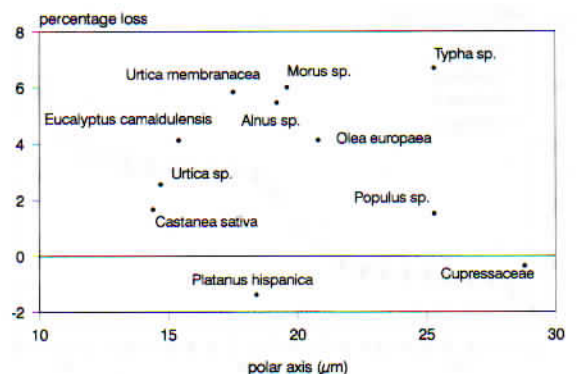 percentage loss
8
Typha sp.
Urtica membranacea
Morus sp.
6
Eucalyptus camaldulensis
Alnus sp.
4
Olea europaea
Urtica sp.
2
Populus sp.
Castanea sativa
0
Platanus hispanica
Cupressaceae
-2
10 15 20 25 30
polar axis (µm)